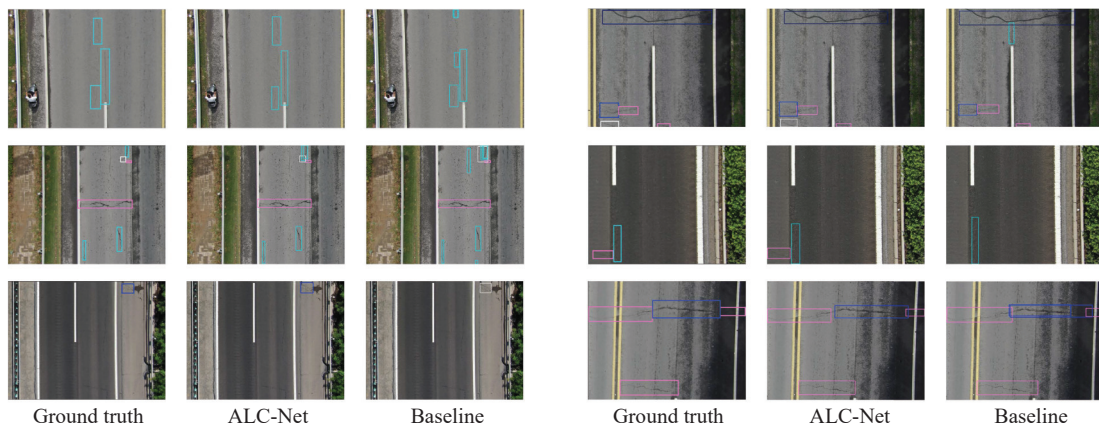 Ground truth
ALC-Net
Baseline
Ground truth
ALC-Net
Baseline